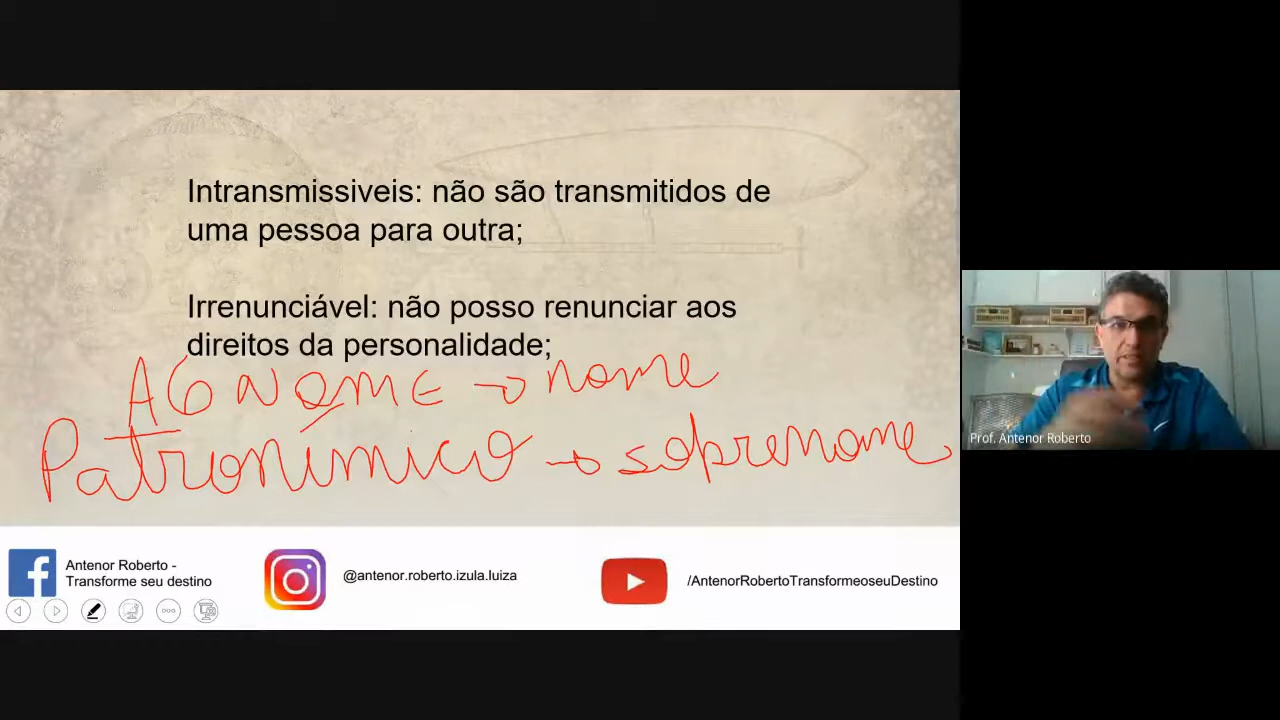 Intransmissiveis: não são transmitidos de
uma pessoa para outra;
Irrenunciável: não posso renunciar aos
direitos da personalidade;
AGNOME → nome
Patronímico → sobrenome
Antenor Roberto -
Transforme seu destino
@antenor.roberto.izula.luiza
/AntenorRobertoTransformeoseuDestino
Prof. Antenor Roberto